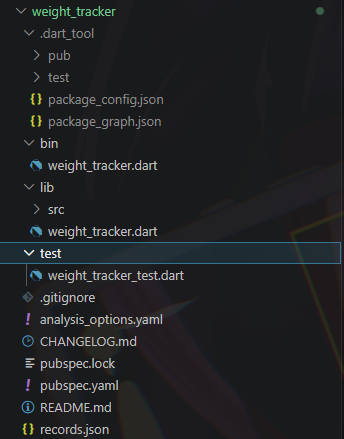 weight_tracker
.dart_tool
pub
test
package_config.json
package_graph.json
bin
weight_tracker.dart
lib
src
weight_tracker.dart
test
weight_tracker_test.dart
.gitignore
analysis_options.yaml
CHANGELOG.md
pubspec.lock
pubspec.yaml
README.md
records.json